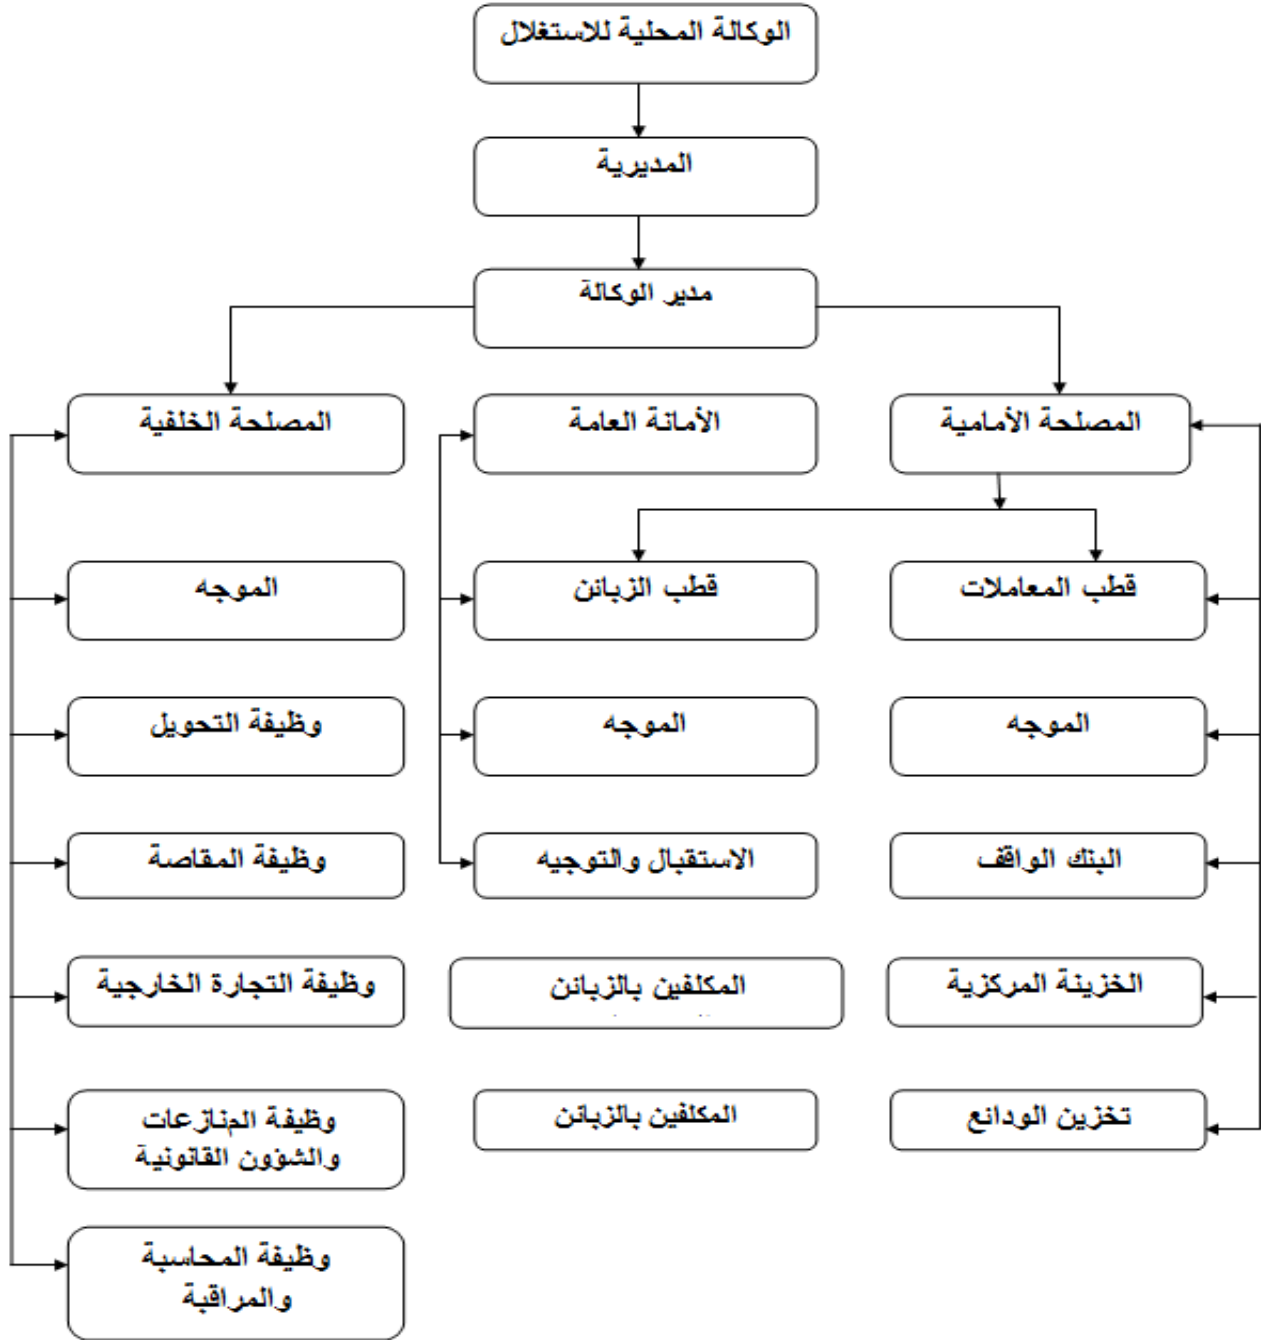 الوكالة المحلية للاستغلال
المديرية
مدير الوكالة
المصلحة الأمامية
الأمانة العامة
المصلحة الخلفية
قطب المعاملات
قطب الزبائن
الموجه
الموجه
الموجه
وظيفة التحويل
البنك الواقف
الاستقبال والتوجيه
وظيفة المقاصة
الخزينة المركزية
المكلفين بالزبائن
وظيفة التجارة الخارجية
تخزين الودائع
المكلفين بالزبائن
وظيفة المنازعات
والشؤون القانونية
وظيفة المحاسبة
والمراقبة